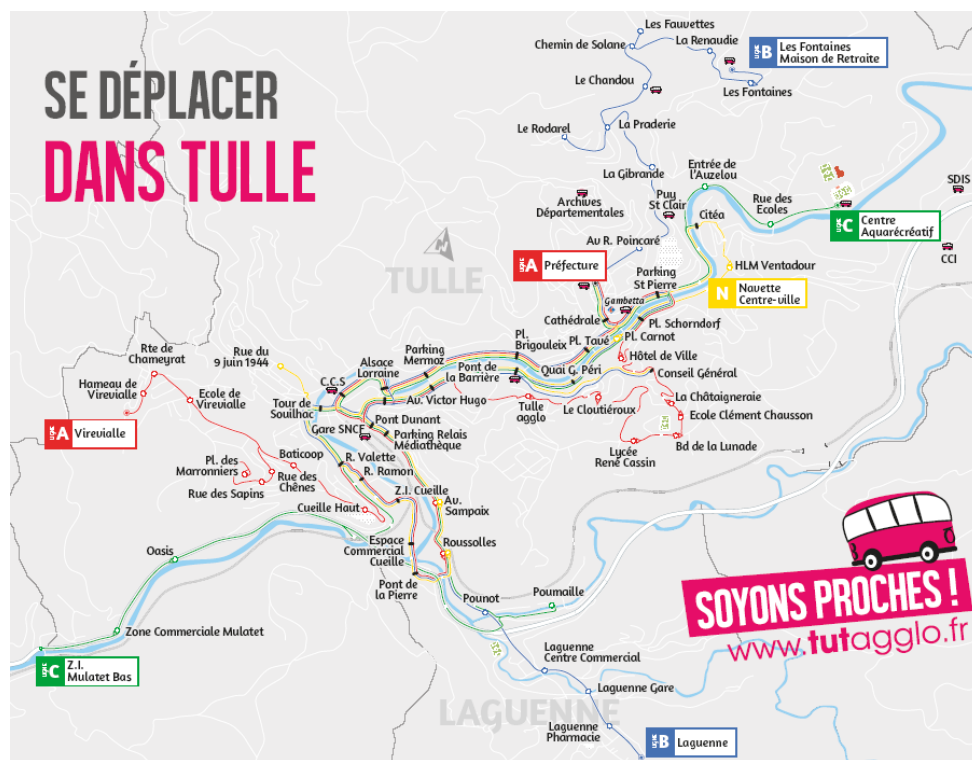 SE DÉPLACER
DANS TULLE
Les Fauvettes
Chemin de Solane
La Renaudie
LIGNE B
Les Fontaines
Maison de Retraite
Les Fontaines
Le Chandou
Le Rodarel
La Praderie
La Gibrande
Entrée de
l'Auzelou
Archives
Départementales
Puy
St Clair
Rue des
Ecoles
Citéa
LIGNE C
Centre
Aquarécréatif
SDIS
CCI
Au R. Poincaré
LIGNE A
Préfecture
TULLE
HLM Ventadour
N
Navette
Centre-ville
Parking
St Pierre
Gambetta
Cathédrale
Pl. Schorndorf
Pl. Carnot
Pl. Tavé
Pl.
Brigouleix
Hôtel de Ville
Parking
Mermoz
Alsace
Lorraine
Pont de
la Barrière
Quai G. Péri
Conseil Général
Rue du
9 juin 1944
C.C.S
Rte de
Chameyrat
Hameau de
Virevialle
Ecole de
Virevialle
Tour de
Souilhac
Av. Victor Hugo
Tulle
agglo
Le Cloutiéroux
La Châtaigneraie
Ecole Clément Chausson
LIGNE A
Virevialle
Gare SNCF
Pont Dunant
Parking Relais
Médiathèque
Lycée
René Cassin
Bd de la Lunade
Pl. des
Marronniers
Baticoop
Rue des
Chênes
Rue des Sapins
R. Valette
R. Ramon
Cueille Haut
Z.I. Cueille
Av.
Sampaix
Oasis
Espace
Commercial
Cueille
Roussolles
Pont de
la Pierre
Pounot
Poumaille
SOYONS PROCHES !
www.tutagglo.fr
Zone Commerciale Mulatet
LIGNE C
Z.I.
Mulatet Bas
Laguenne
Centre Commercial
Laguenne Gare
LAGUENNE
Laguenne
Pharmacie
LIGNE B
Laguenne